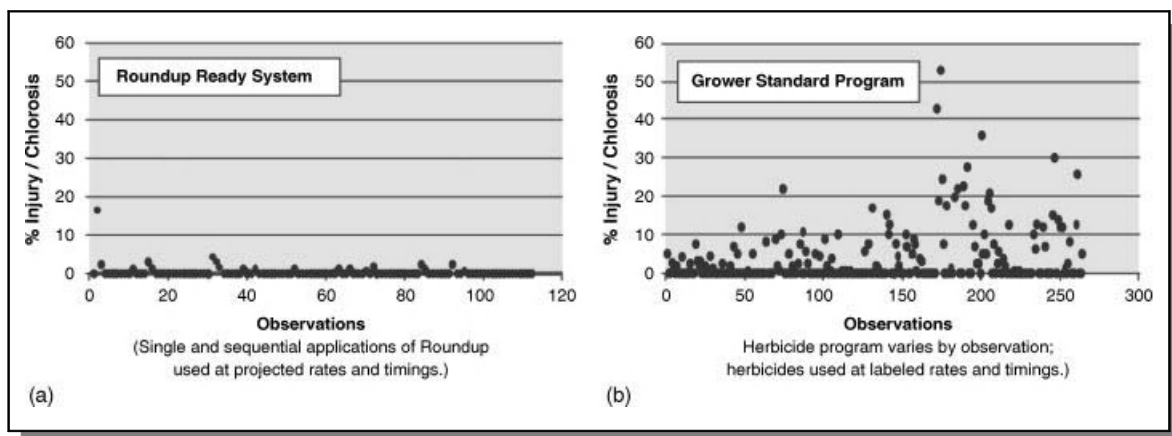 60
50
40
30
20
10
0
% Injury / Chlorosis
Roundup Ready System
0 20 40 60 80 100 120
Observations
(Single and sequential applications of Roundup
used at projected rates and timings.)
(a)
60
50
40
30
20
10
0
% Injury / Chlorosis
Grower Standard Program
0 50 100 150 200 250 300
Observations
Herbicide program varies by observation;
herbicides used at labeled rates and timings.)
(b)